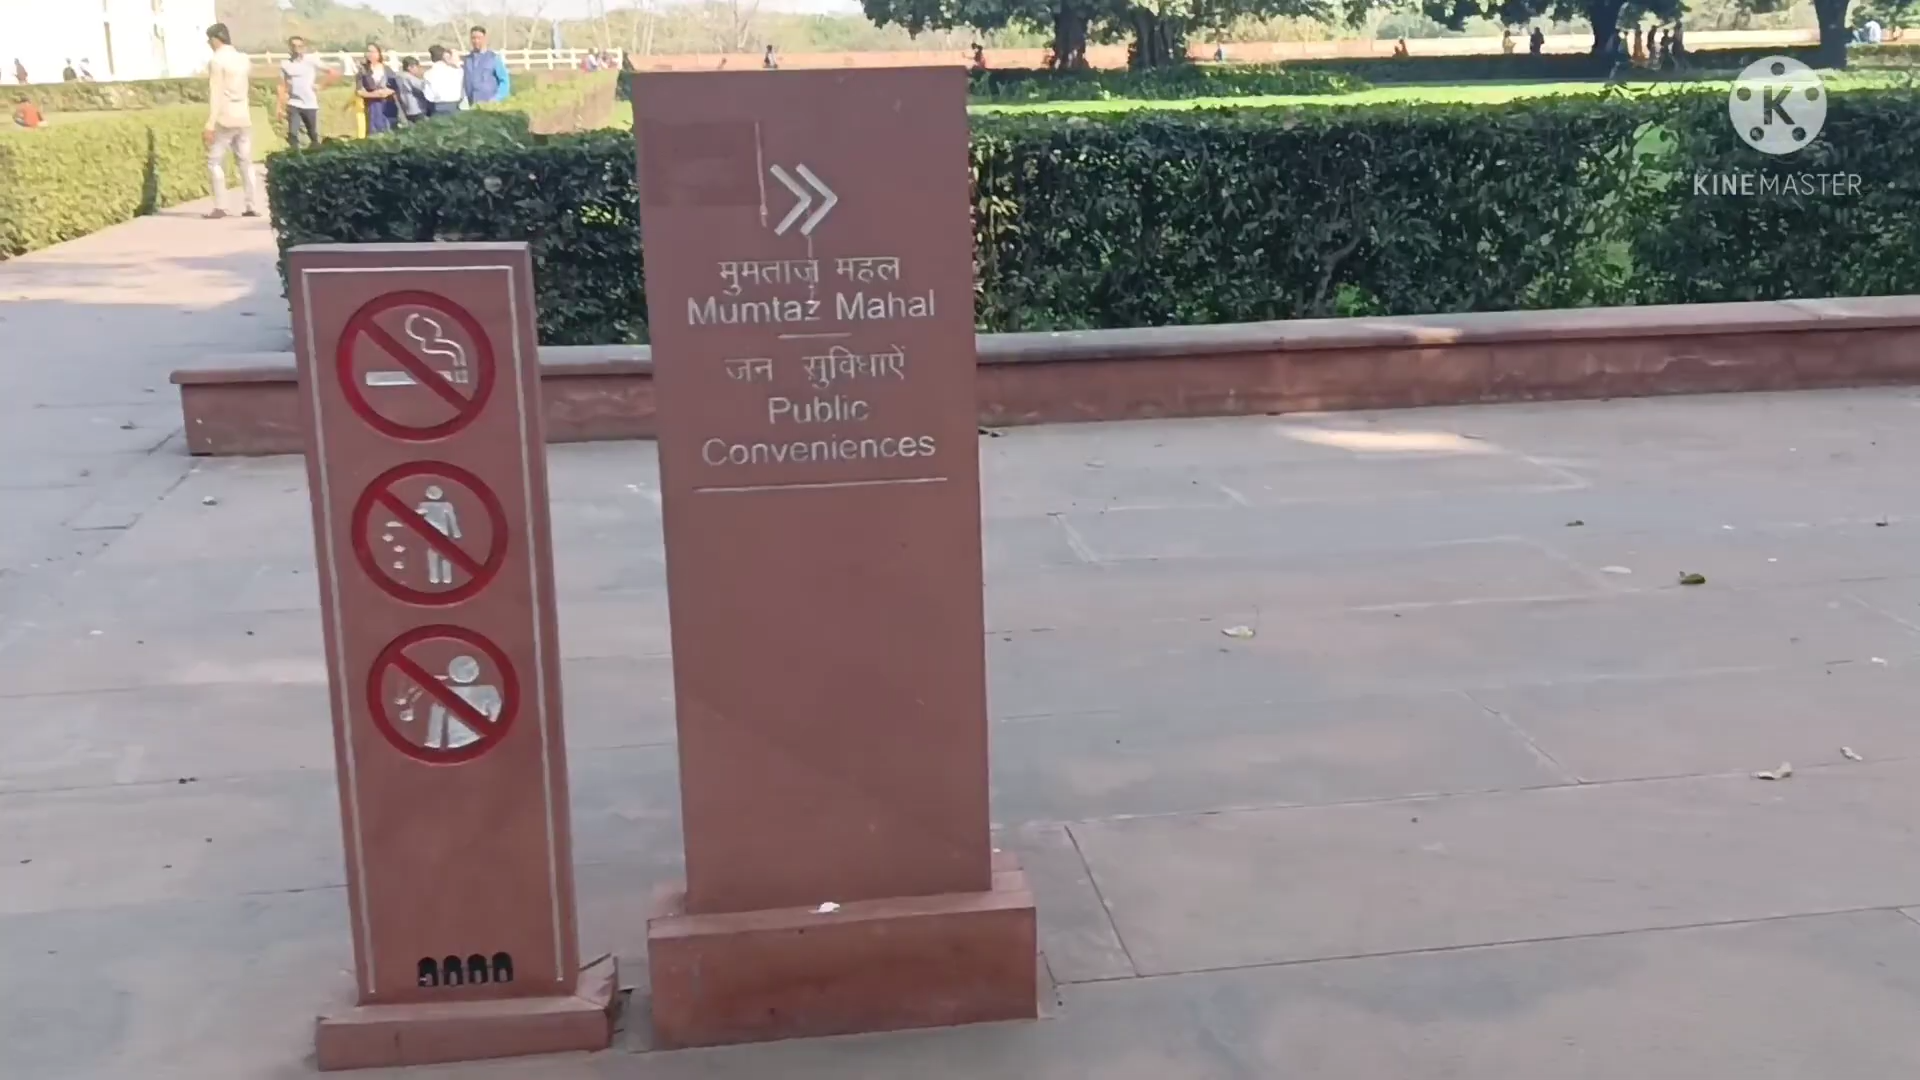 मुमताज़ महल
Mumtaz Mahal
जन सुविधाऐं
Public
Conveniences
K
KINEMASTER